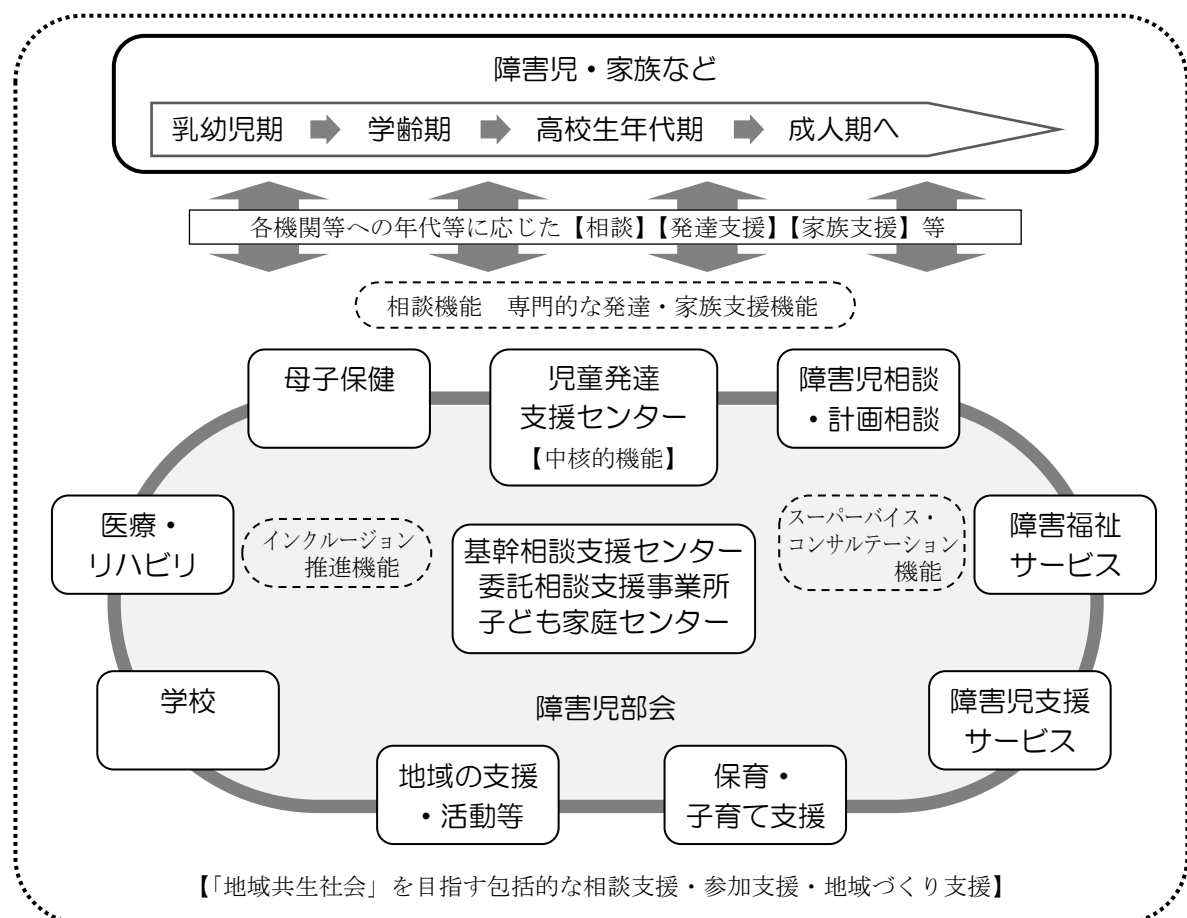 障害児・家族など
乳幼児期
学齢期
高校生年代期
成人期へ
各機関等への年代等に応じた【相談】【発達支援】【家族支援】等
相談機能　専門的な発達・家族支援機能
母子保健
児童発達
支援センター
【中核的機能】
障害児相談
・計画相談
医療・
リハビリ
インクルージョン
推進機能
基幹相談支援センター
委託相談支援事業所
子ども家庭センター
スーパーバイス・
コンサルテーション
機能
障害福祉
サービス
学校
障害児部会
障害児支援
サービス
地域の支援
・活動等
保育・
子育て支援
【「地域共生社会」を目指す包括的な相談支援・参加支援・地域づくり支援】